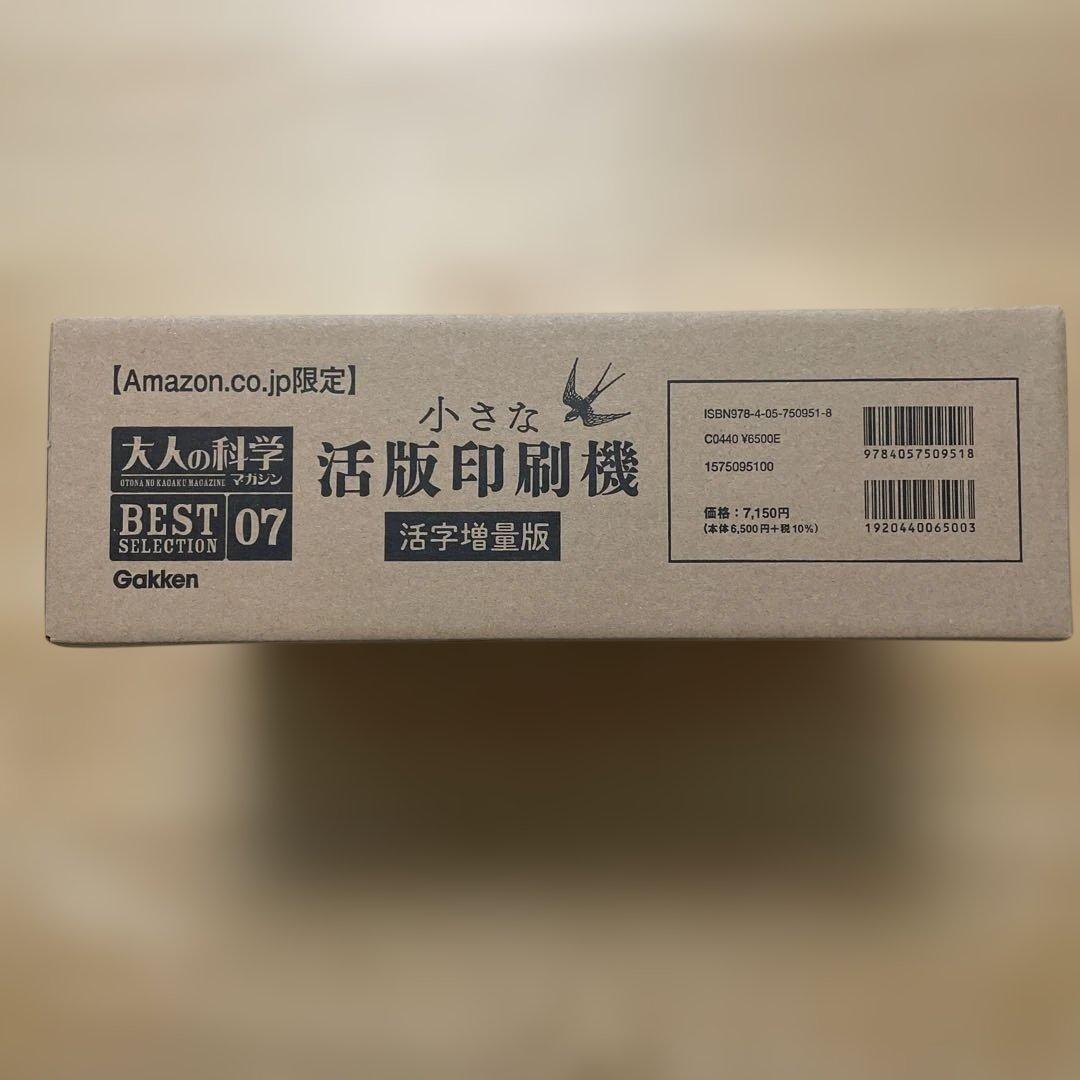 【Amazon.co.jp限定】
大人の科学
OTONA NO KAGAKU MAGAZINE マガジン
BEST
SELECTION
07
Gakken
小さな
活版印刷機
活字増量版
ISBN978-4-05-750951-8
C0440 ¥6500E
1575095100
価格：7,150円
(本体6,500円+税10%)
9784057509518
1920440065003